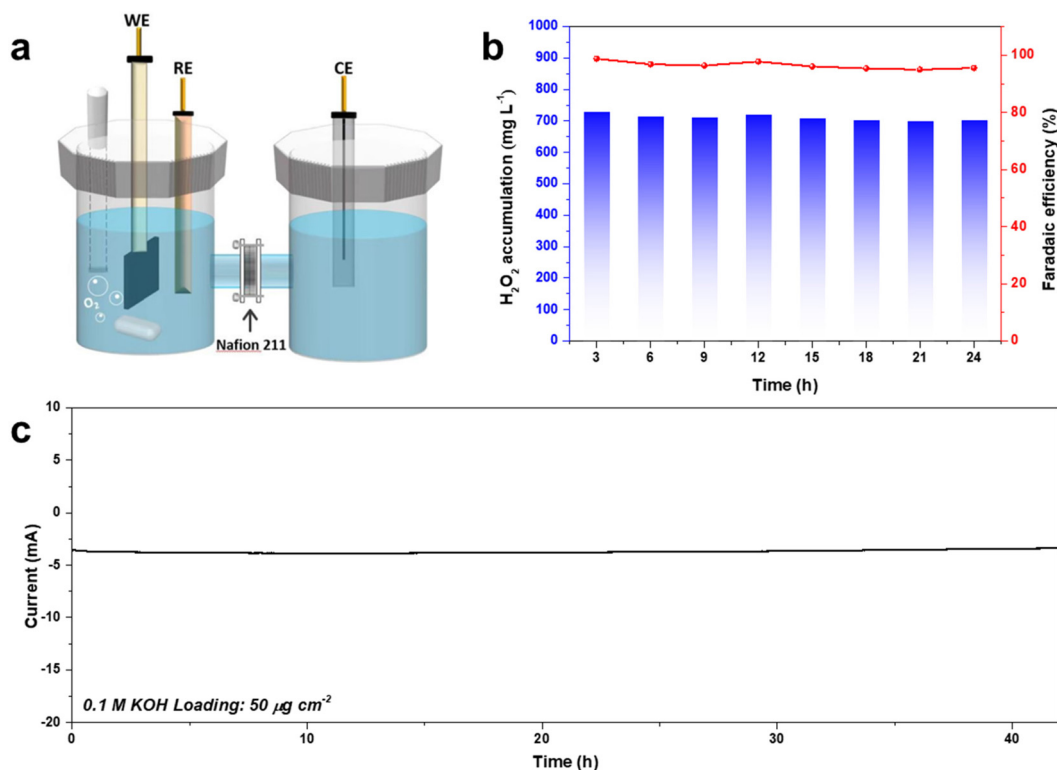 a
WE
RE
CE
O₂
Nafion 211
b
H₂O₂ accumulation (mg L⁻¹)
1000
900
800
700
600
500
400
300
200
100
0
3 6 9 12 15 18 21 24
Time (h)
100
80
60
40
20
0
Faradaic efficiency (%)
c
Current (mA)
10
5
0
-5
-10
-15
-20
0.1 M KOH Loading: 50 μg cm⁻²
0 10 20 30 40
Time (h)